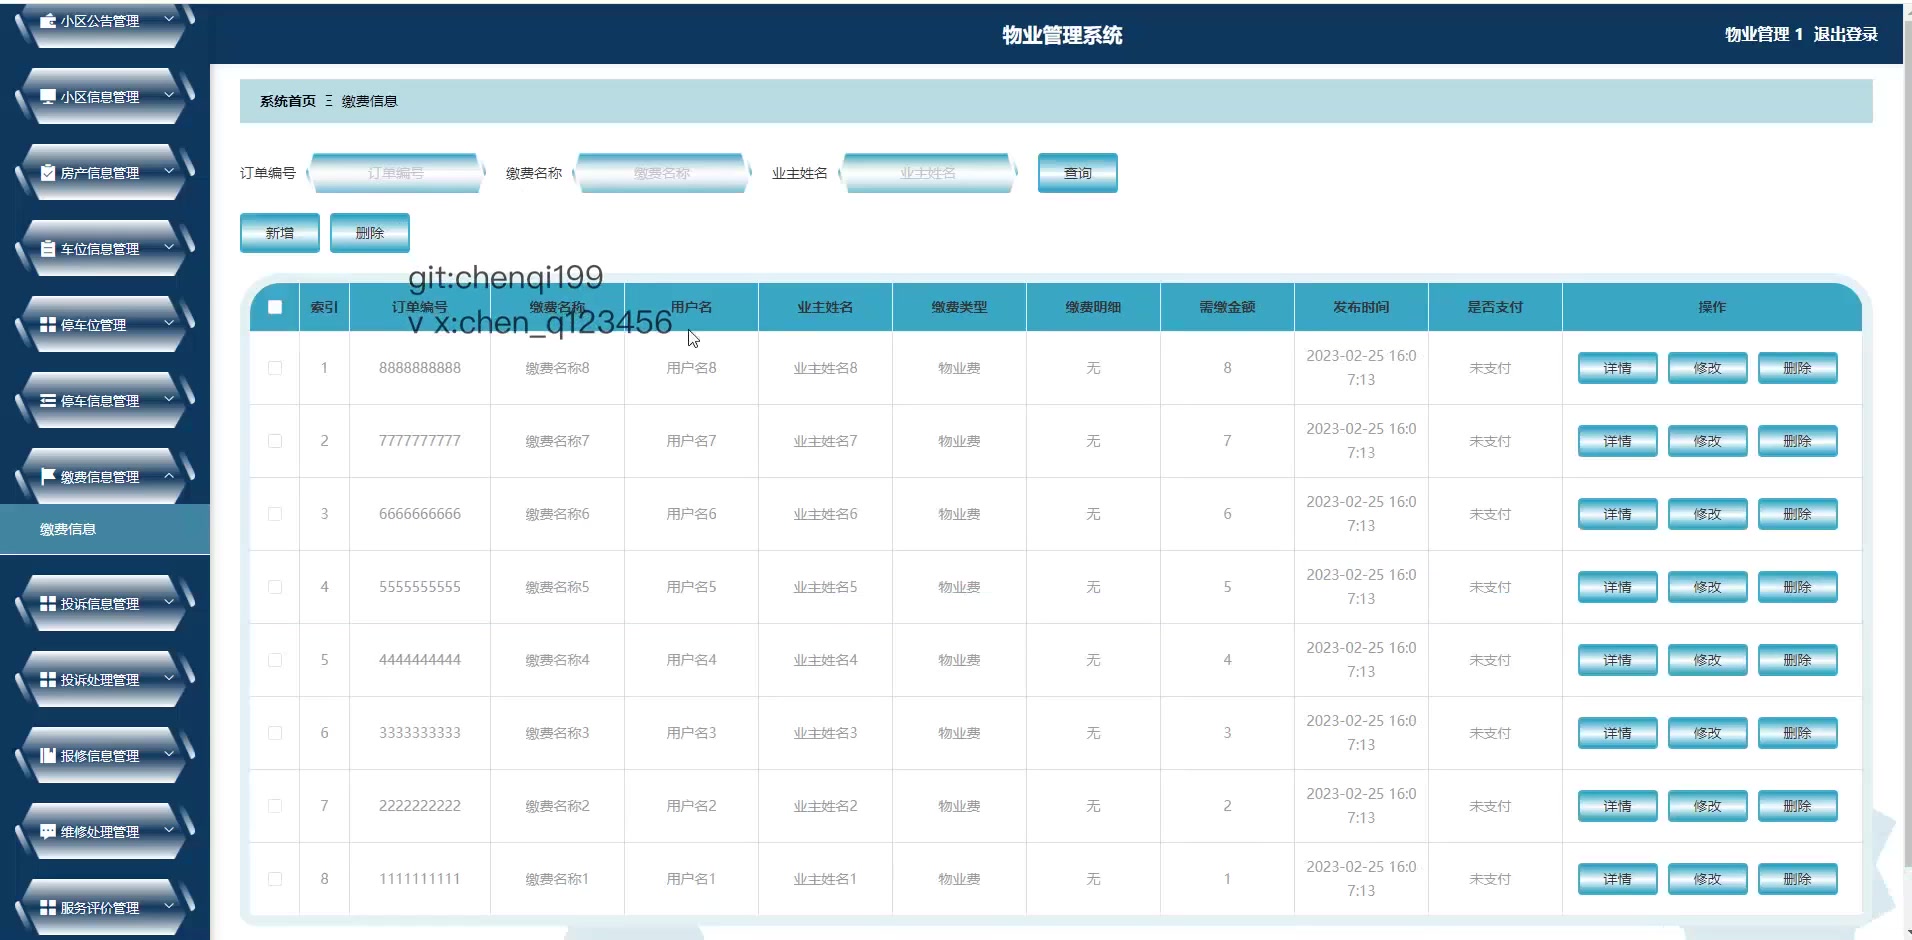 小区公告管理
小区信息管理
房产信息管理
车位信息管理
停车位管理
停车信息管理
缴费信息管理
缴费信息
投诉信息管理
投诉处理管理
报修信息管理
维修处理管理
服务评价管理
物业管理系统
物业管理 1 退出登录
系统首页 Ξ 缴费信息
订单编号 订单编号 缴费名称 缴费名称 业主姓名 业主姓名 查询
新增 删除
git:chenqi199
v x:chen_q123456
索引 订单编号 缴费名称 用户名 业主姓名 缴费类型 缴费明细 需缴金额 发布时间 是否支付 操作
1 8888888888 缴费名称8 用户名8 业主姓名8 物业费 无 8 2023-02-25 16:07:13 未支付 详情 修改 删除
2 7777777777 缴费名称7 用户名7 业主姓名7 物业费 无 7 2023-02-25 16:07:13 未支付 详情 修改 删除
3 6666666666 缴费名称6 用户名6 业主姓名6 物业费 无 6 2023-02-25 16:07:13 未支付 详情 修改 删除
4 5555555555 缴费名称5 用户名5 业主姓名5 物业费 无 5 2023-02-25 16:07:13 未支付 详情 修改 删除
5 4444444444 缴费名称4 用户名4 业主姓名4 物业费 无 4 2023-02-25 16:07:13 未支付 详情 修改 删除
6 3333333333 缴费名称3 用户名3 业主姓名3 物业费 无 3 2023-02-25 16:07:13 未支付 详情 修改 删除
7 2222222222 缴费名称2 用户名2 业主姓名2 物业费 无 2 2023-02-25 16:07:13 未支付 详情 修改 删除
8 1111111111 缴费名称1 用户名1 业主姓名1 物业费 无 1 2023-02-25 16:07:13 未支付 详情 修改 删除